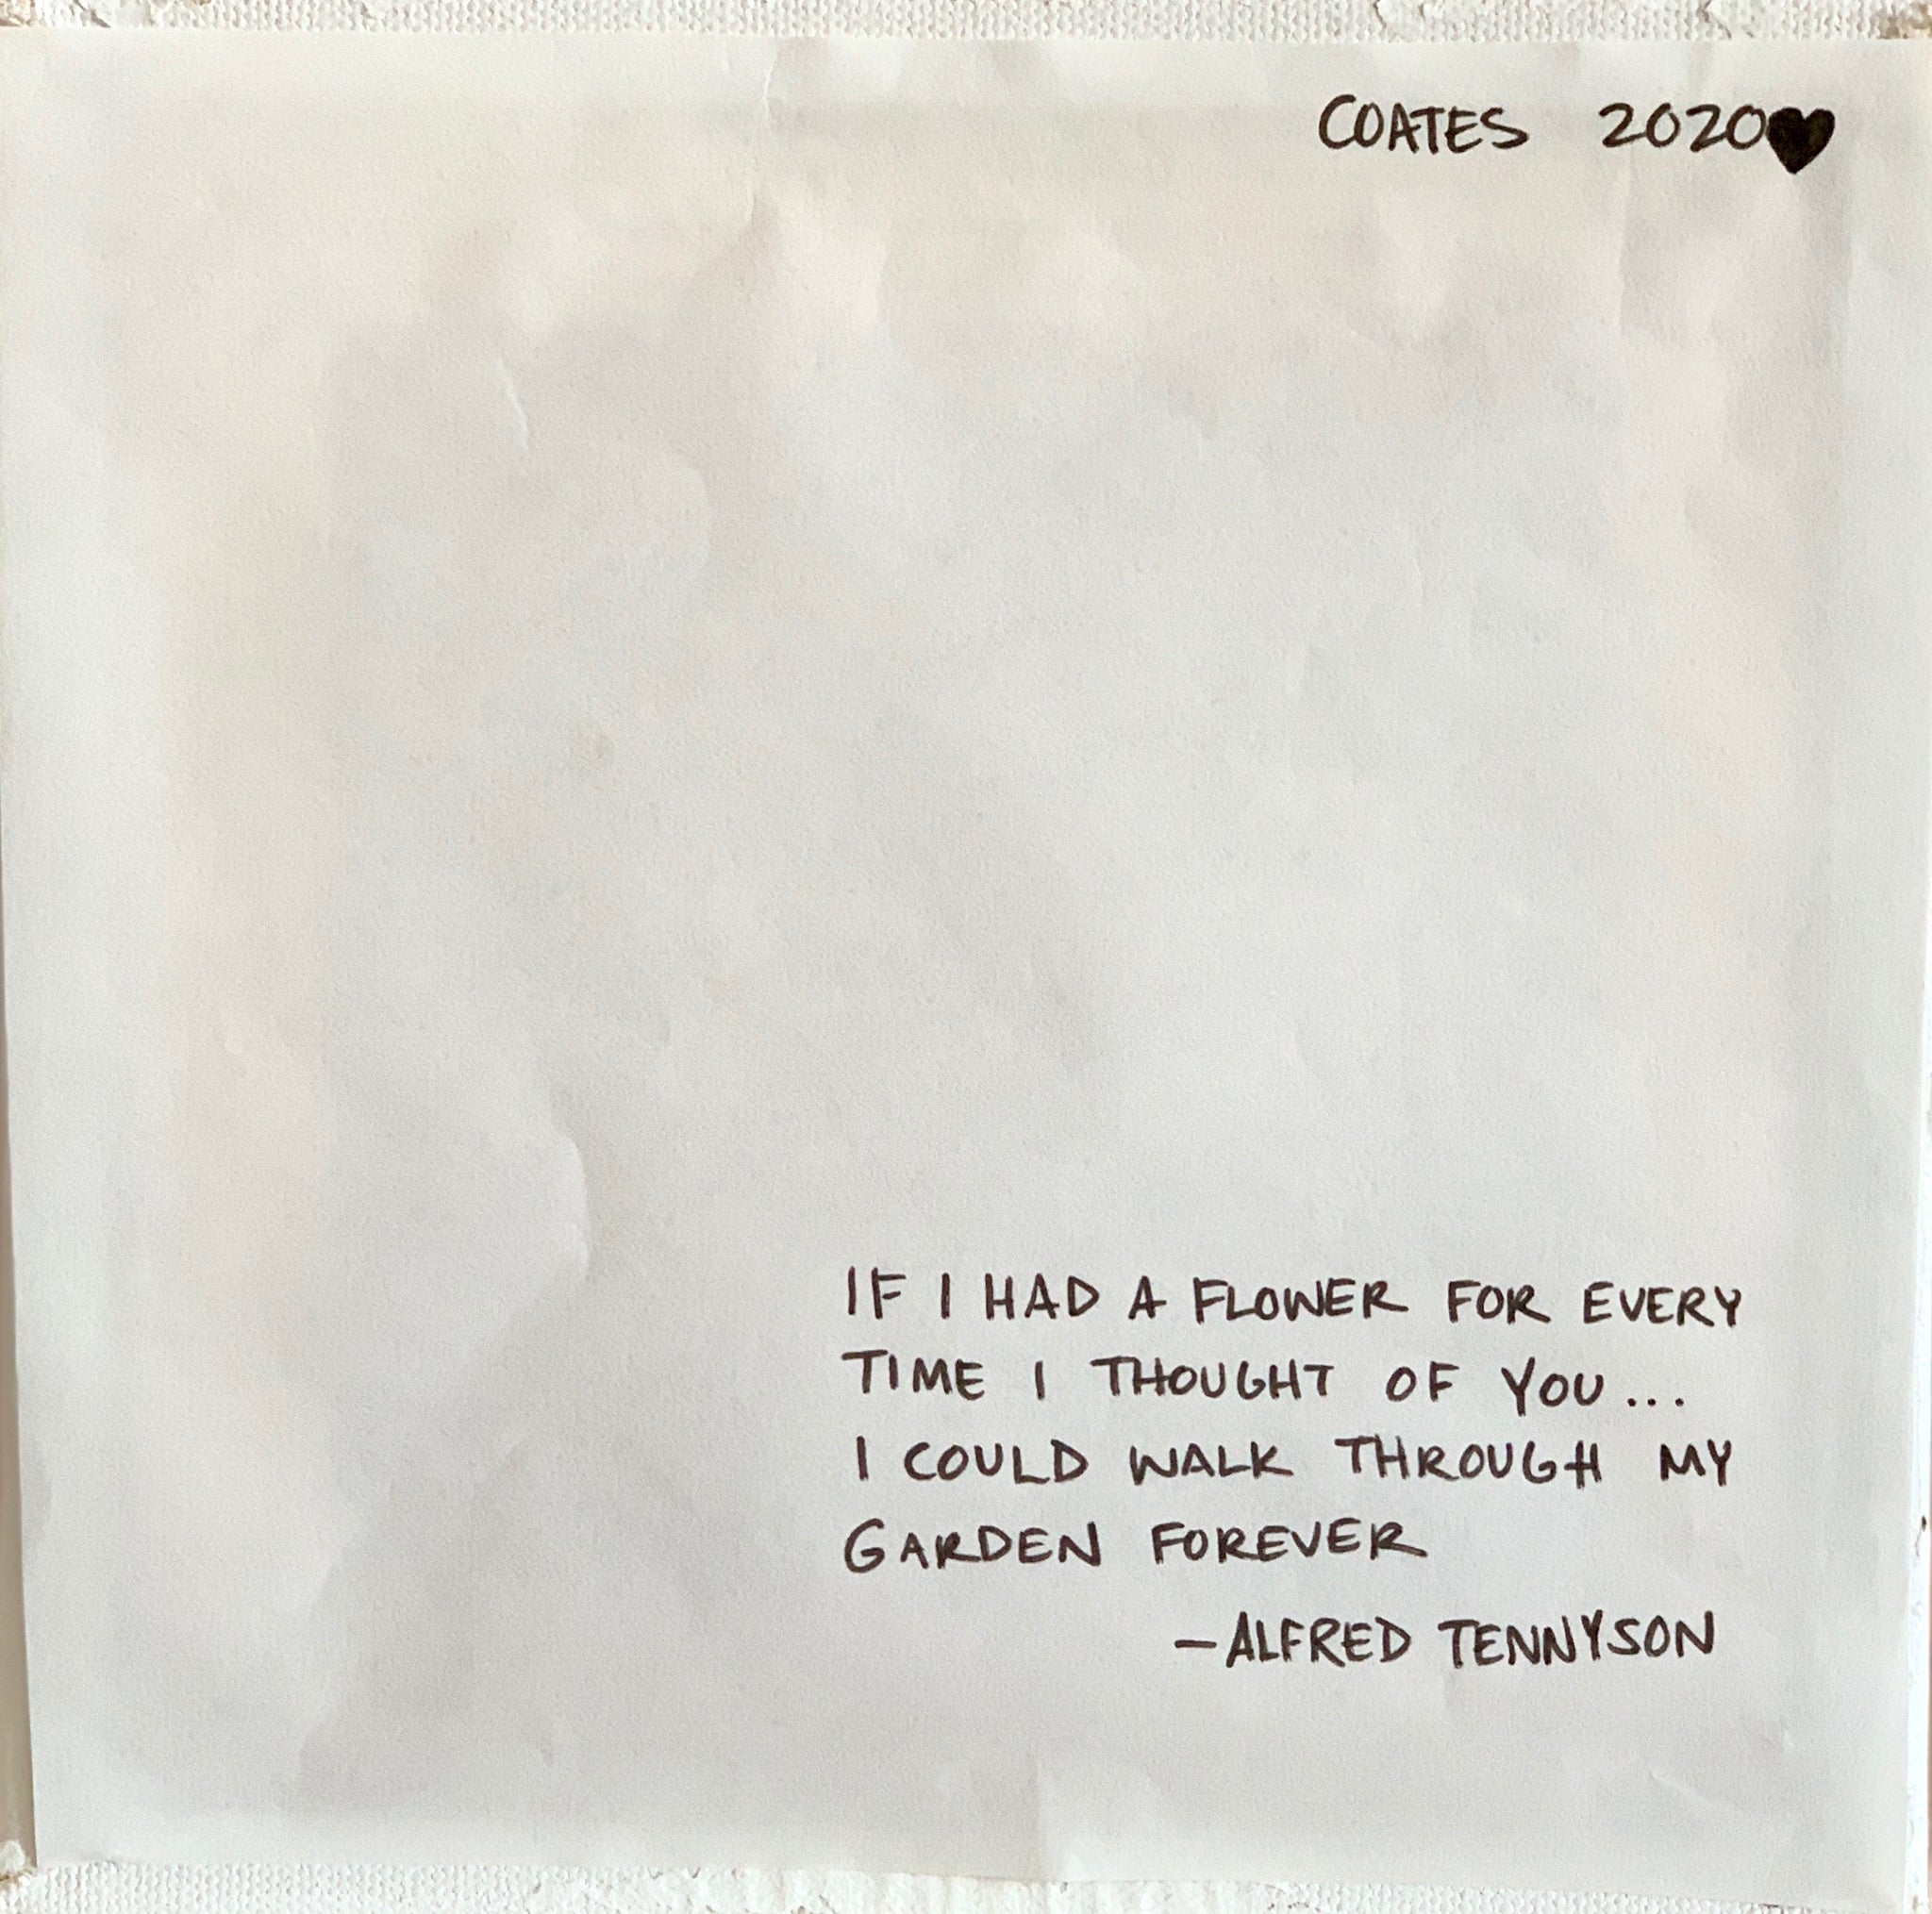 COATES 2020♥
IF I HAD A FLOWER FOR EVERY
TIME I THOUGHT OF YOU...
I COULD WALK THROUGH MY
GARDEN FOREVER
-ALFRED TENNYSON